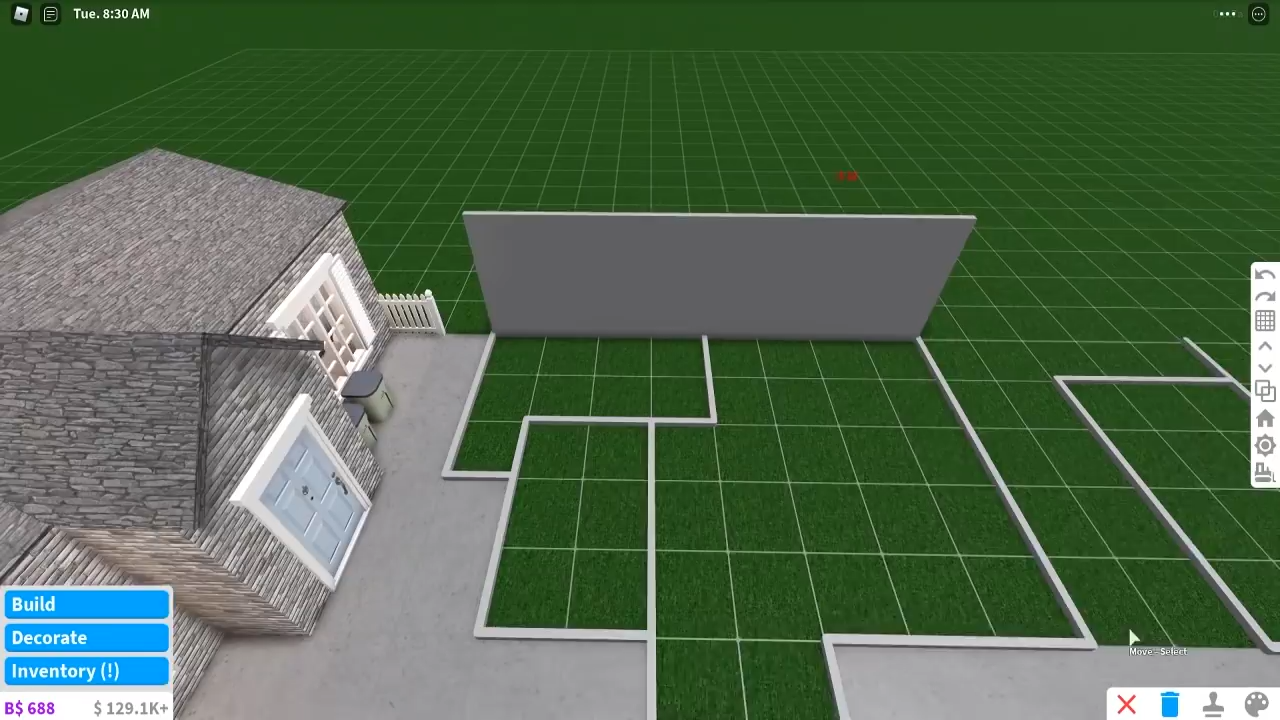 Tue. 8:30 AM
Move - Select
Build
Decorate
Inventory (!)
B$ 688
$ 129.1K+